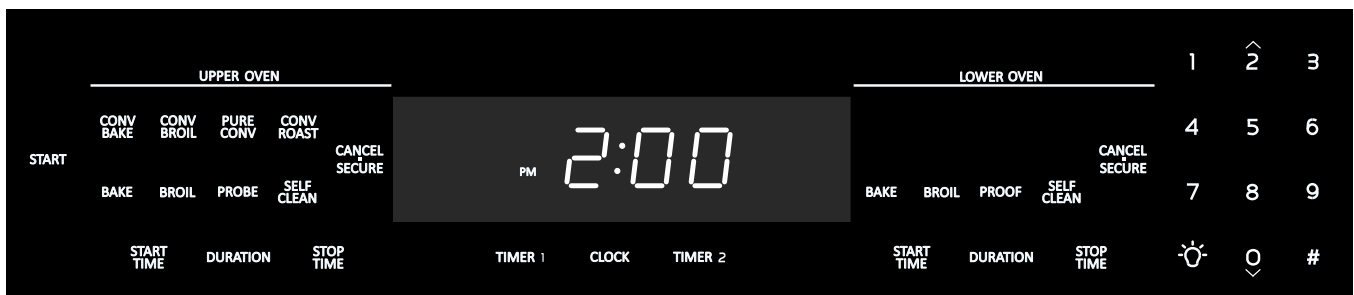 UPPER OVEN
LOWER OVEN
START
CONV BAKE
CONV BROIL
PURE CONV
CONV ROAST
CANCEL
SECURE
BAKE
BROIL
PROBE
SELF CLEAN
START TIME
DURATION
STOP TIME
PM 2:00
TIMER 1
CLOCK
TIMER 2
CANCEL
SECURE
BAKE
BROIL
PROOF
SELF CLEAN
START TIME
DURATION
STOP TIME
1 2 3
4 5 6
7 8 9
0 #